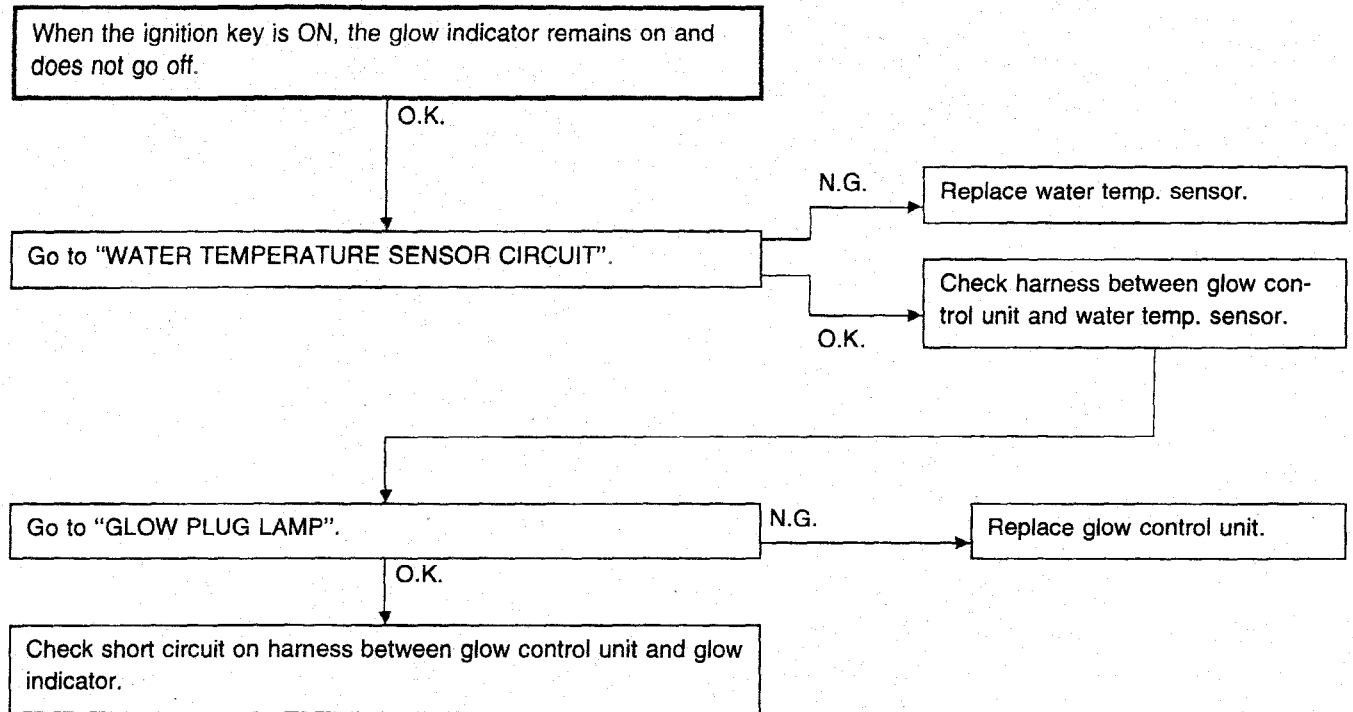 When the ignition key is ON, the glow indicator remains on and
does not go off.
O.K.
N.G.
Replace water temp. sensor.
Go to “WATER TEMPERATURE SENSOR CIRCUIT”.
Check harness between glow con-
trol unit and water temp. sensor.
O.K.
Go to “GLOW PLUG LAMP”.
N.G.
Replace glow control unit.
O.K.
Check short circuit on harness between glow control unit and glow
indicator.